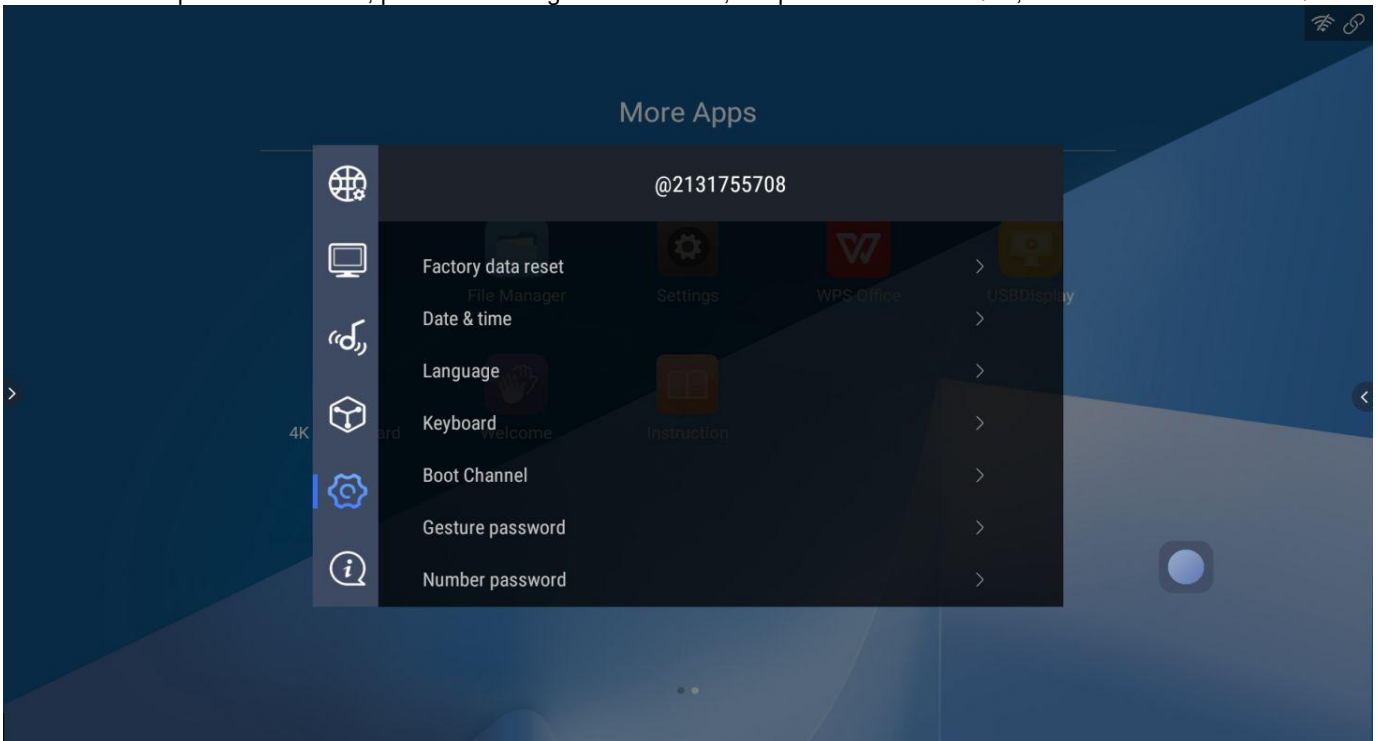 More Apps
@2131755708
Factory data reset
File Manager
Settings
WPS Office
USBDisplay
Date & time
Language
Keyboard
4K
ard
Welcome
Instruction
Boot Channel
Gesture password
Number password